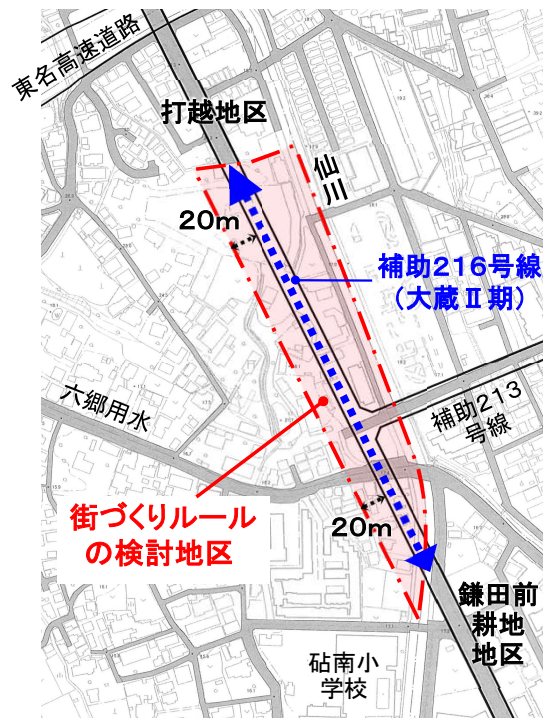 東名高速道路
打越地区
仙川
20m
補助216号線
(大蔵Ⅱ期)
六郷用水
補助213
号線
街づくりルール
の検討地区
20m
鎌田前
耕地
地区
砧南小
学校